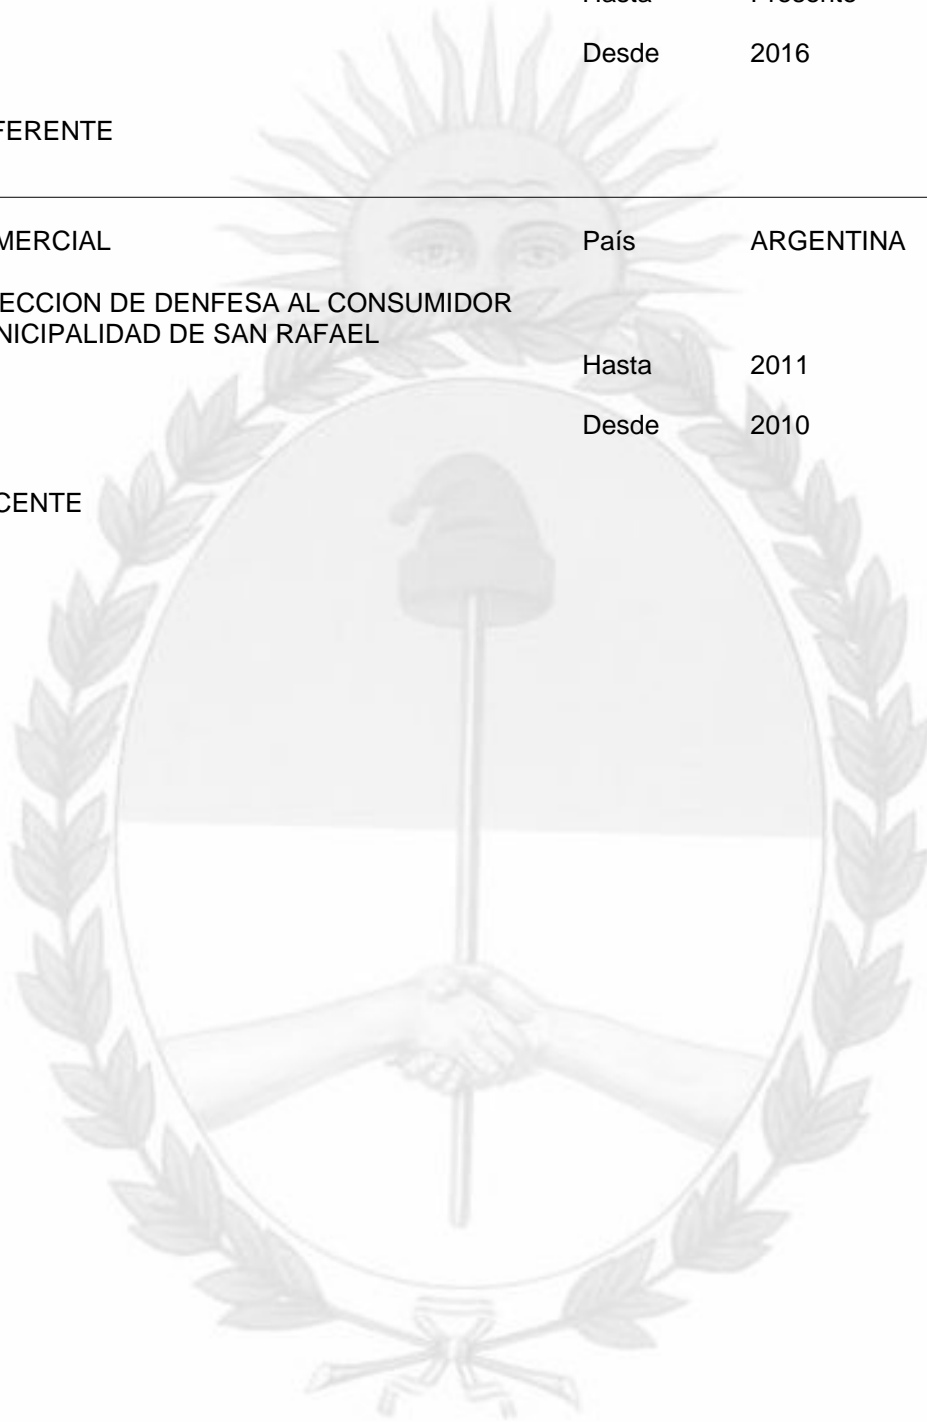 Desde 2016
FERENTE
MERCIAL País ARGENTINA
ECCION DE DENFESA AL CONSUMIDOR
NICIPALIDAD DE SAN RAFAEL
Hasta 2011
Desde 2010
CENTE